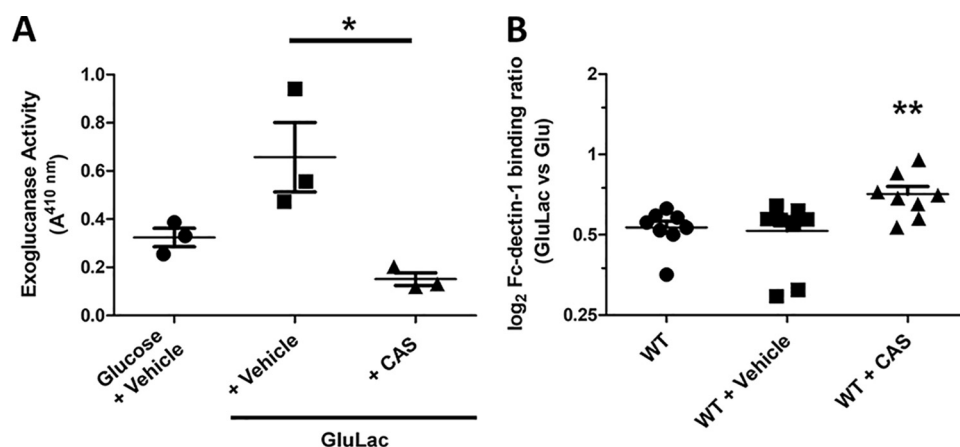 A
*
Exoglucanase Activity
(A410 nm)
1.0
0.8
0.6
0.4
0.2
0.0
Glucose
+ Vehicle
+ Vehicle
+ CAS
GluLac
B
**
log2 Fc-dectin-1 binding ratio
(GluLac vs Glu)
2
1
0.5
0.25
WT
WT + Vehicle
WT + CAS